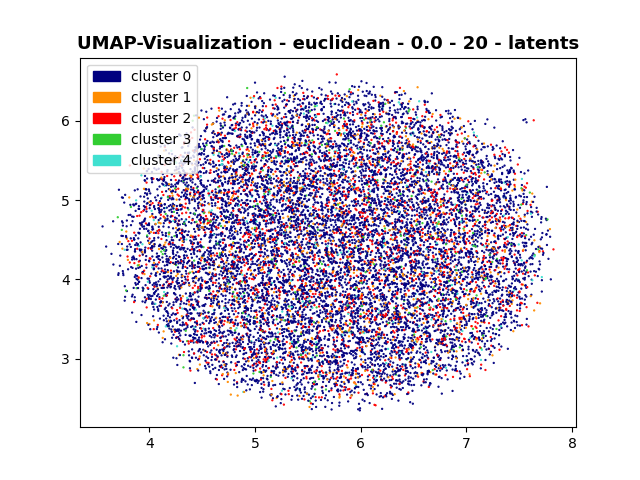 UMAP-Visualization - euclidean - 0.0 - 20 - latents
cluster 0
cluster 1
cluster 2
cluster 3
cluster 4
6
5
4
3
4 5 6 7 8